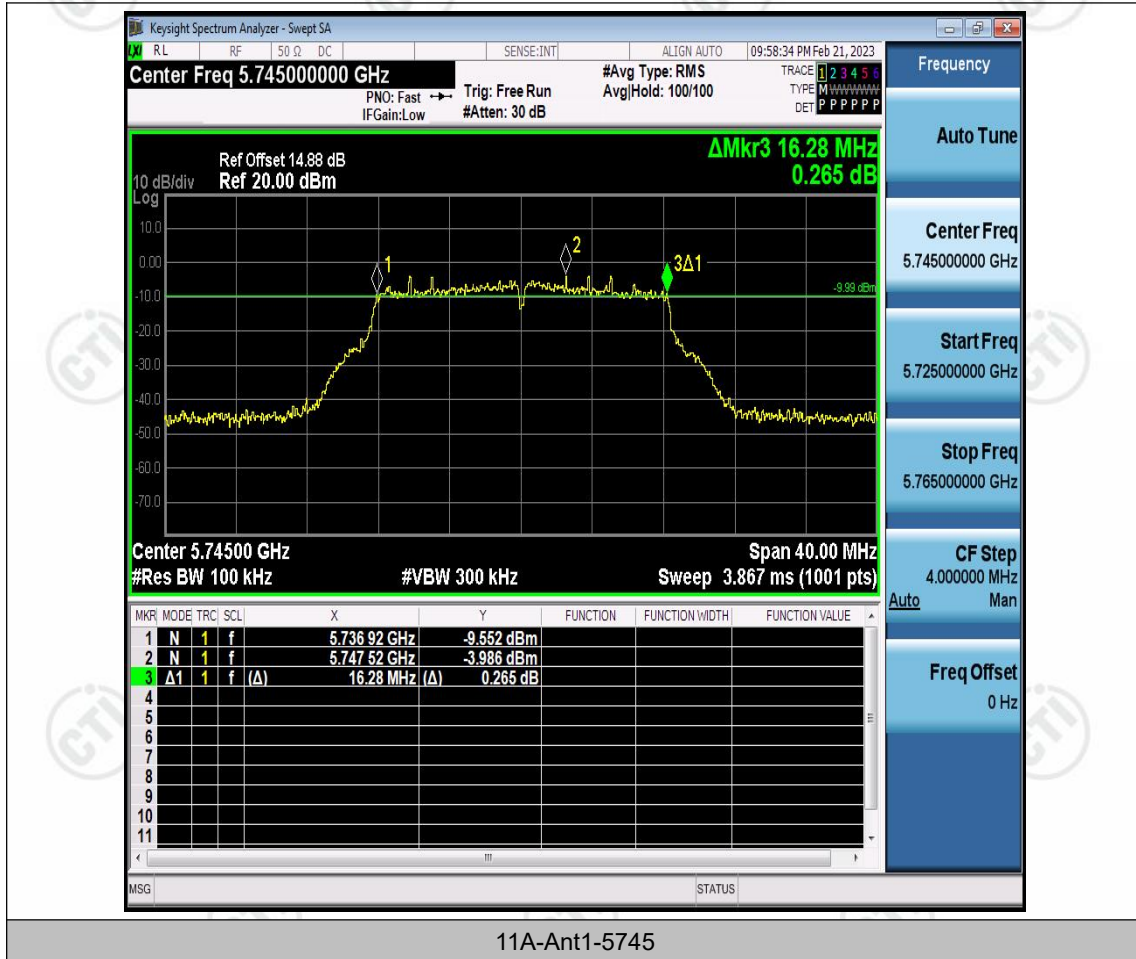 Keysight Spectrum Analyzer - Swept SA
LXI RL RF 50 Ω DC SENSE:INT ALIGN AUTO 09:58:34 PM Feb 21, 2023
Center Freq 5.745000000 GHz #Avg Type: RMS TRACE 1 2 3 4 5 6
PNO: Fast Trig: Free Run Avg|Hold: 100/100 TYPE M WWWWW
IFGain:Low #Atten: 30 dB DET P P P P P P
Frequency
Auto Tune
Center Freq
5.745000000 GHz
Start Freq
5.725000000 GHz
Stop Freq
5.765000000 GHz
CF Step
4.000000 MHz
Auto Man
Freq Offset
0 Hz
ΔMkr3 16.28 MHz
0.265 dB
Ref Offset 14.88 dB
10 dB/div Ref 20.00 dBm
Log
10.0
0.00
-10.0
-20.0
-30.0
-40.0
-50.0
-60.0
-70.0
1
2
3Δ1
-9.99 dBm
Center 5.74500 GHz Span 40.00 MHz
#Res BW 100 kHz #VBW 300 kHz Sweep 3.867 ms (1001 pts)
MKR MODE TRC SCL X Y FUNCTION FUNCTION WIDTH FUNCTION VALUE
1 N 1 f 5.736 92 GHz -9.552 dBm
2 N 1 f 5.747 52 GHz -3.986 dBm
3 Δ1 1 f (Δ) 16.28 MHz (Δ) 0.265 dB
4
5
6
7
8
9
10
11
MSG STATUS
11A-Ant1-5745
CTI
CTI
CTI
CTI